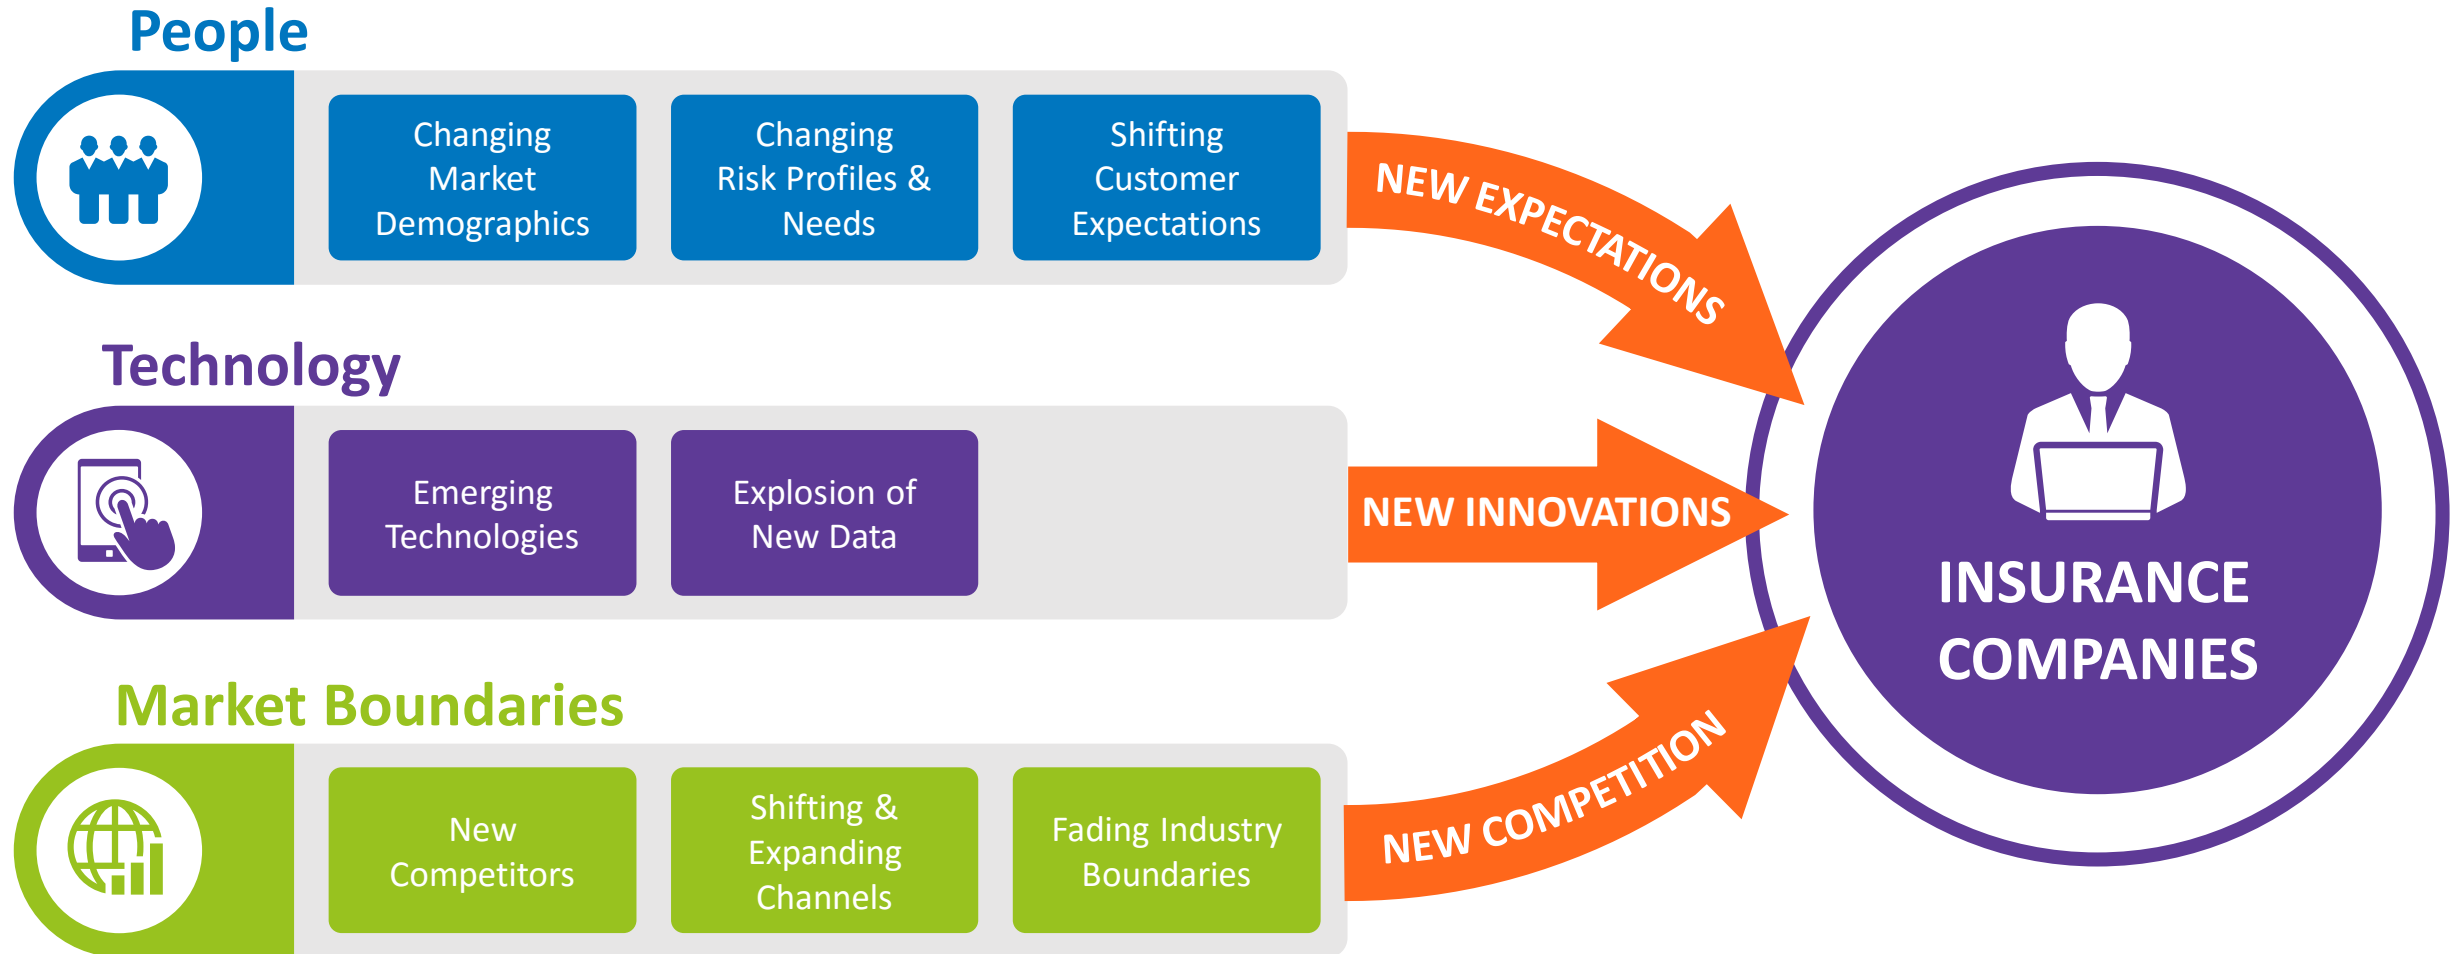 People
Changing
Market
Demographics
Changing
Risk Profiles &
Needs
Shifting
Customer
Expectations
NEW EXPECTATIONS
Technology
Emerging
Technologies
Explosion of
New Data
NEW INNOVATIONS
INSURANCE
COMPANIES
Market Boundaries
New
Competitors
Shifting &
Expanding
Channels
Fading Industry
Boundaries
NEW COMPETITION